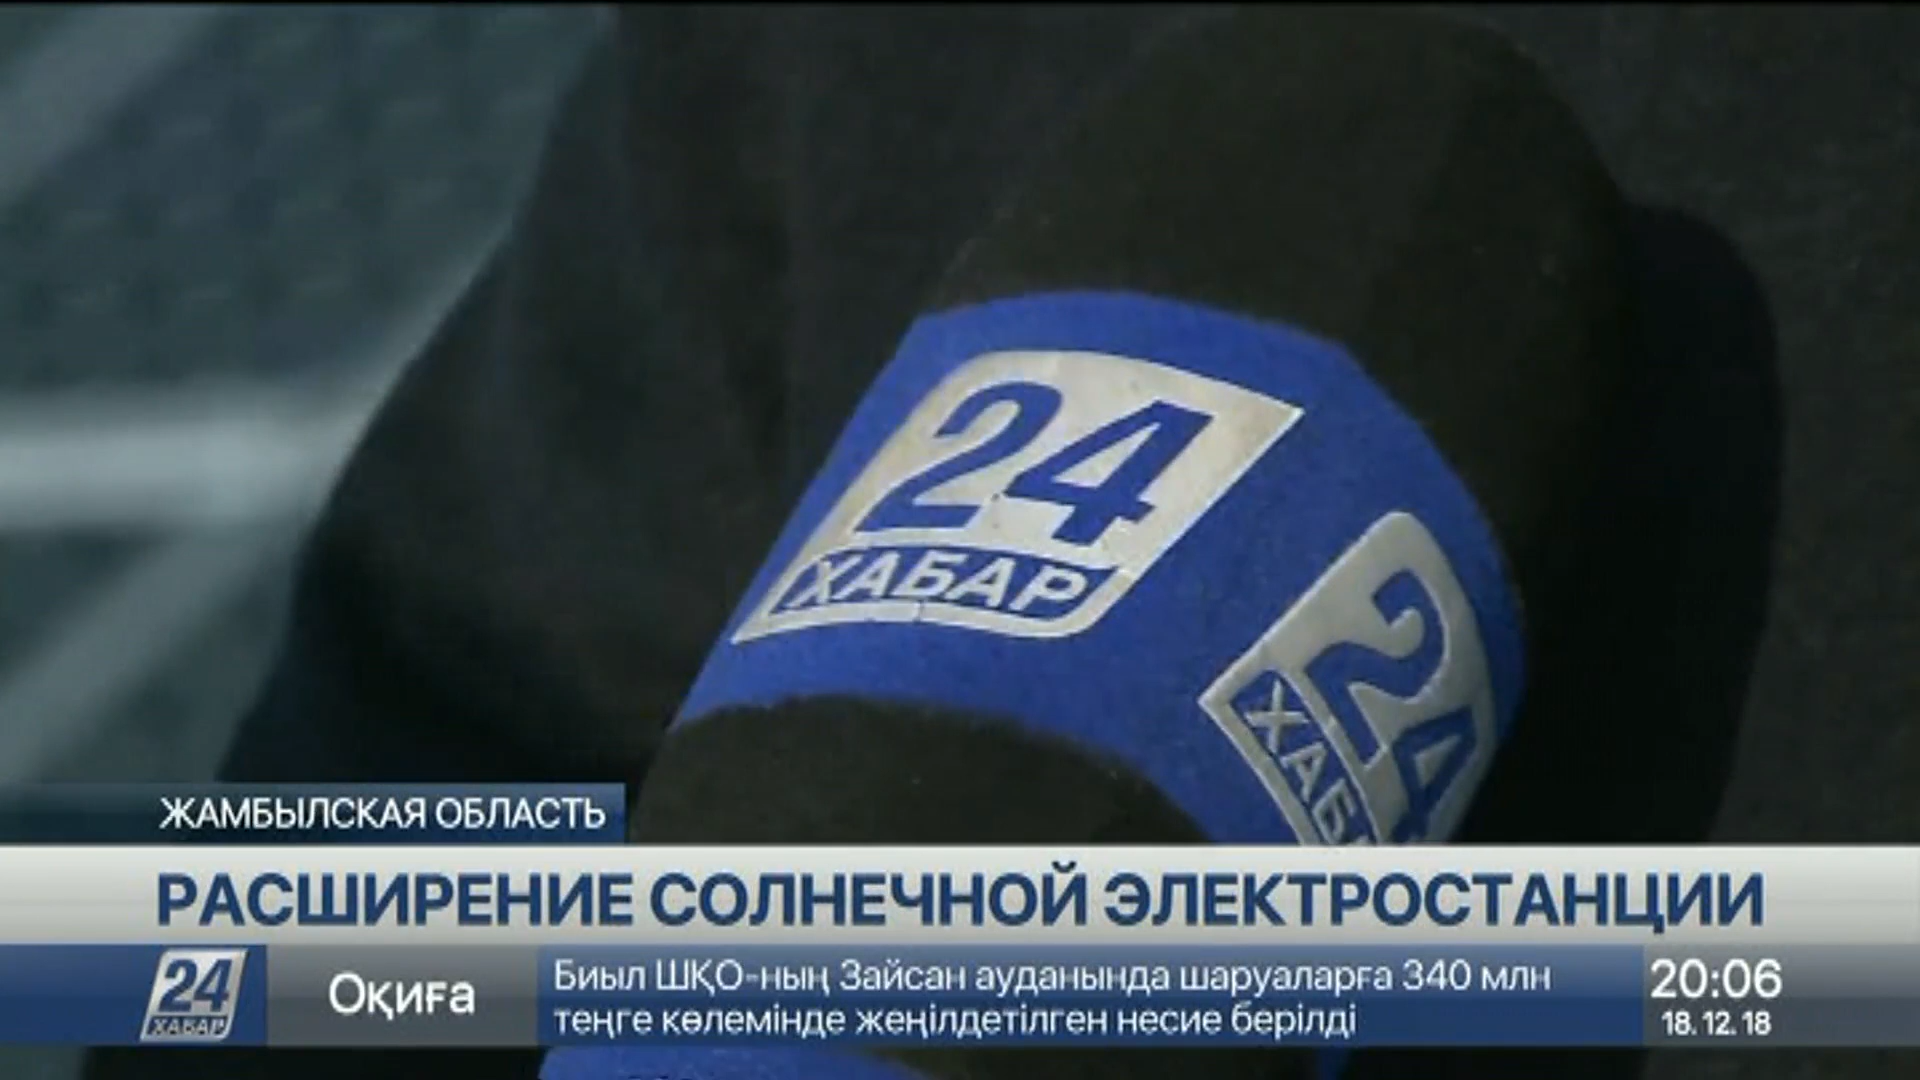 24
ХАБАР
24
ЖАМБЫЛСКАЯ ОБЛАСТЬ
РАСШИРЕНИЕ СОЛНЕЧНОЙ ЭЛЕКТРОСТАНЦИИ
24
ХАБАР
Оқиға
Биыл ШҚО-ның Зайсан ауданында шаруаларға 340 млн
теңге көлемінде жеңілдетілген несие берілді
20:06
18.12.18